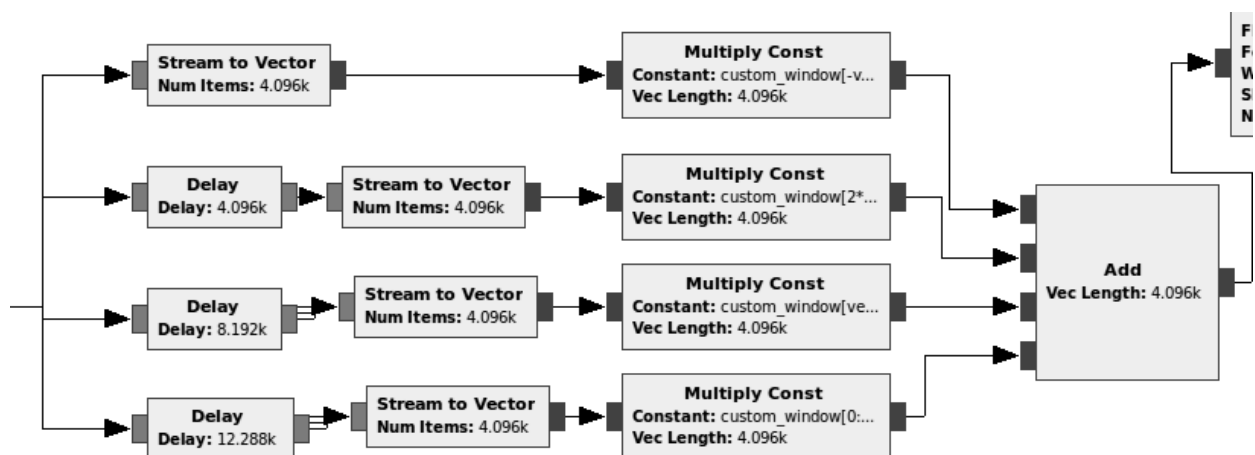 Stream to Vector
Num Items: 4.096k
Multiply Const
Constant: custom_window[-v...
Vec Length: 4.096k
Delay
Delay: 4.096k
Stream to Vector
Num Items: 4.096k
Multiply Const
Constant: custom_window[2*...
Vec Length: 4.096k
Delay
Delay: 8.192k
Stream to Vector
Num Items: 4.096k
Multiply Const
Constant: custom_window[ve...
Vec Length: 4.096k
Delay
Delay: 12.288k
Stream to Vector
Num Items: 4.096k
Multiply Const
Constant: custom_window[0:...
Vec Length: 4.096k
Add
Vec Length: 4.096k